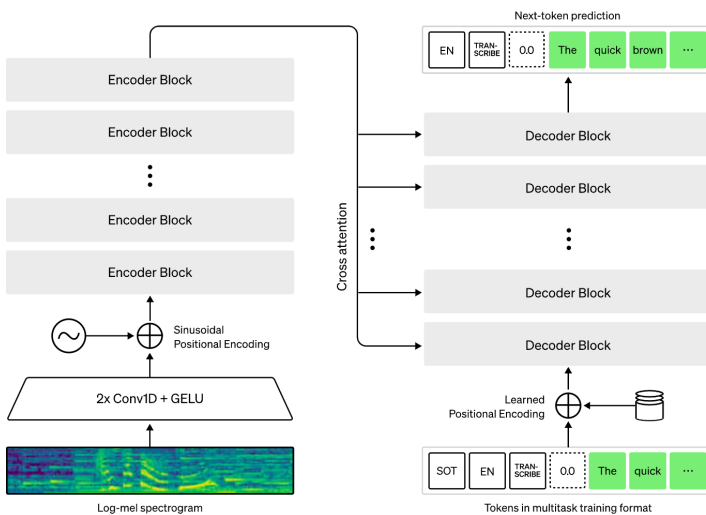 Next-token prediction
EN
TRAN-
SCRIBE
0.0
The
quick
brown
...
Encoder Block
Encoder Block
Encoder Block
Encoder Block
Sinusoidal
Positional Encoding
2x Conv1D + GELU
Log-mel spectrogram
Cross attention
Decoder Block
Decoder Block
Decoder Block
Decoder Block
Learned
Positional Encoding
SOT
EN
TRAN-
SCRIBE
0.0
The
quick
...
Tokens in multitask training format